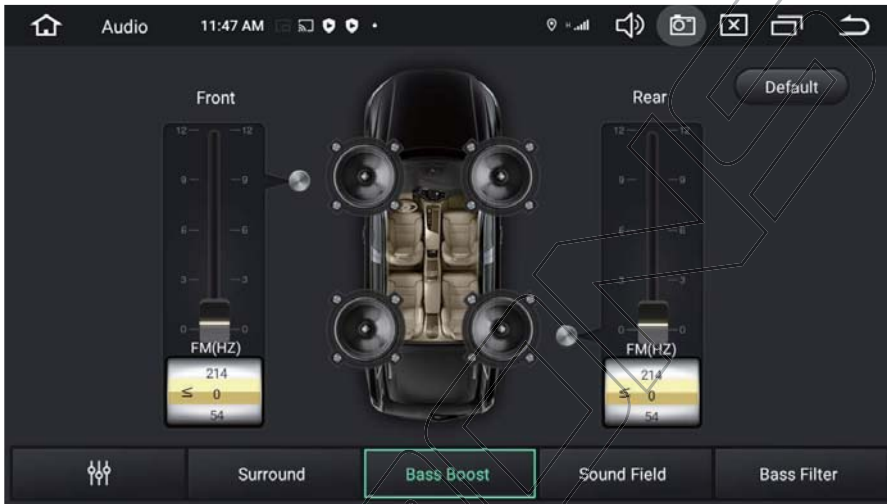 Audio 11:47 AM H
Default
Front Rear
12 12 12 12
9 9 9 9
6 6 6 6
3 3 3 3
0 0 0 0
FM(HZ) FM(HZ)
214 214
≤ 0 ≤ 0
54 54
Surround Bass Boost Sound Field Bass Filter